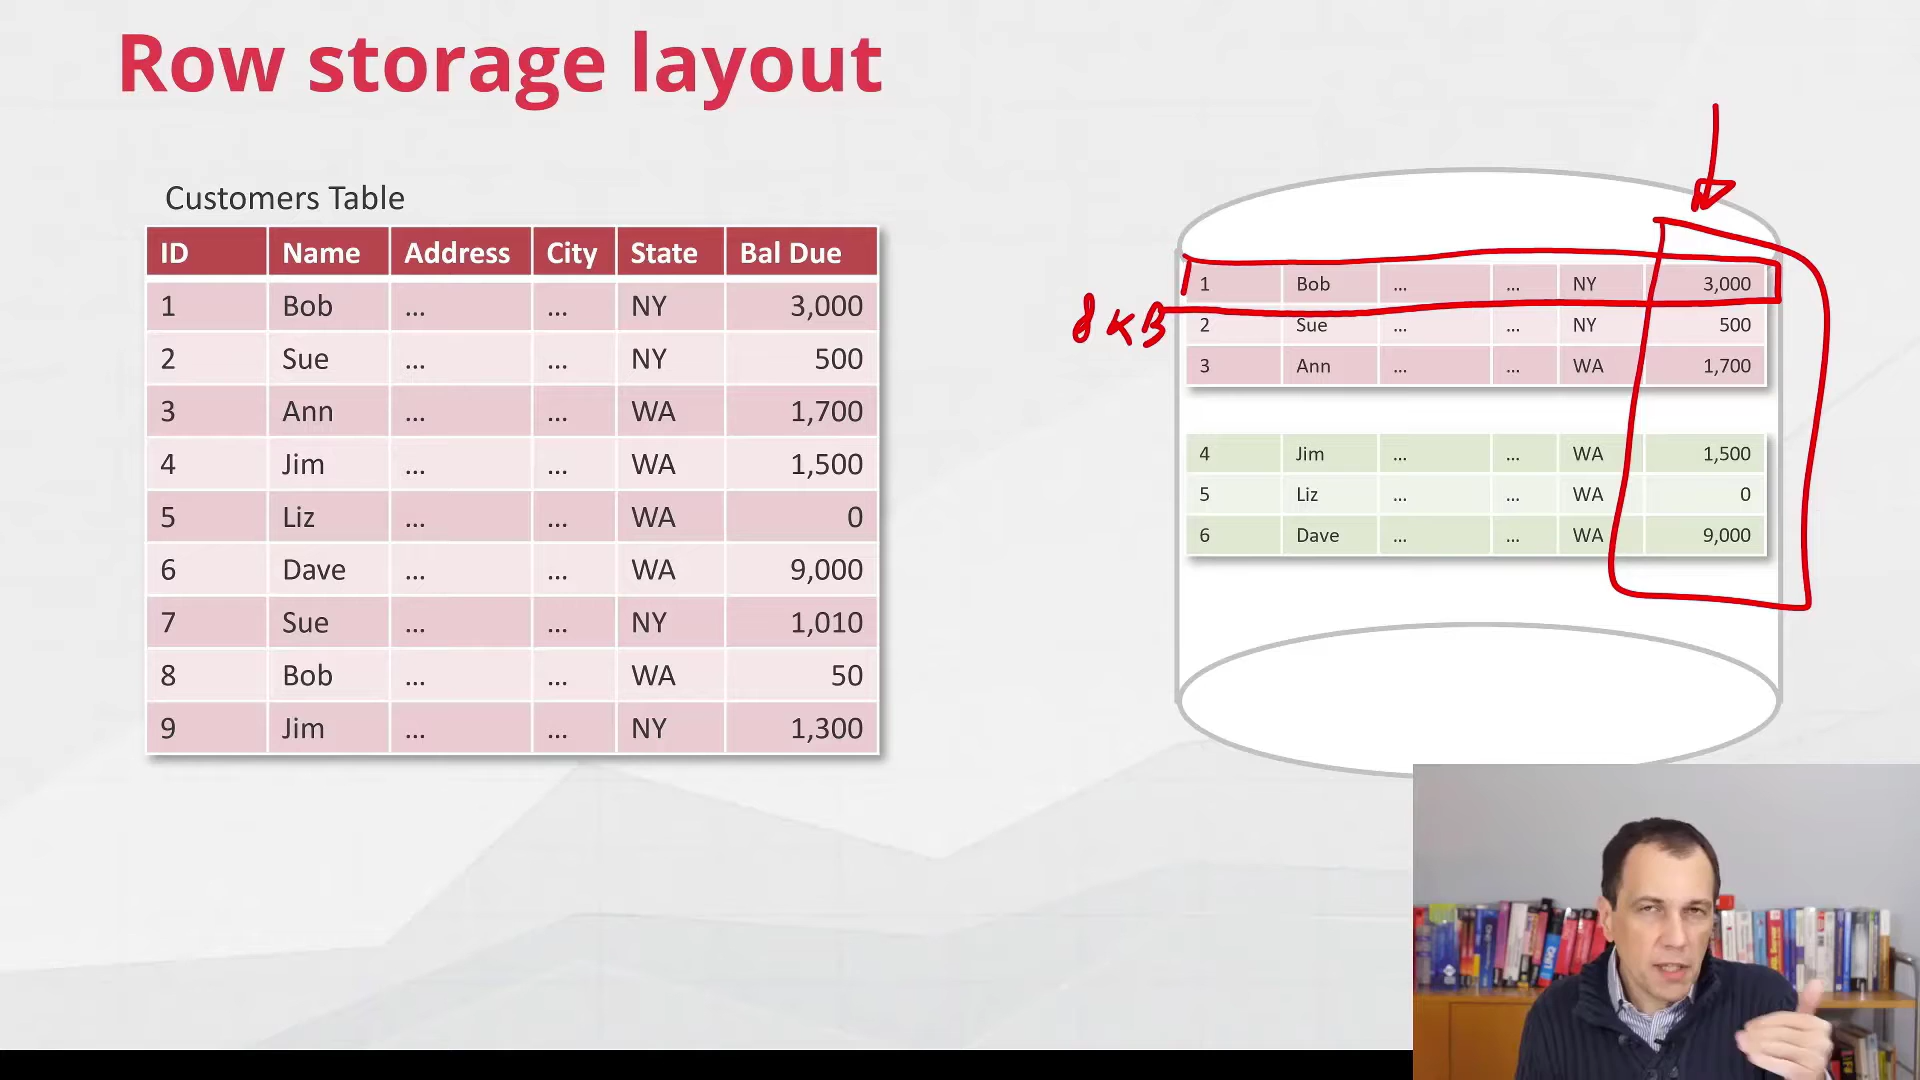 Row storage layout
Customers Table
ID Name Address City State Bal Due
1 Bob ... ... NY 3,000
2 Sue ... ... NY 500
3 Ann ... ... WA 1,700
4 Jim ... ... WA 1,500
5 Liz ... ... WA 0
6 Dave ... ... WA 9,000
7 Sue ... ... NY 1,010
8 Bob ... ... WA 50
9 Jim ... ... NY 1,300
8 KB
1 Bob ... ... NY 3,000
2 Sue ... ... NY 500
3 Ann ... ... WA 1,700
4 Jim ... ... WA 1,500
5 Liz ... ... WA 0
6 Dave ... ... WA 9,000